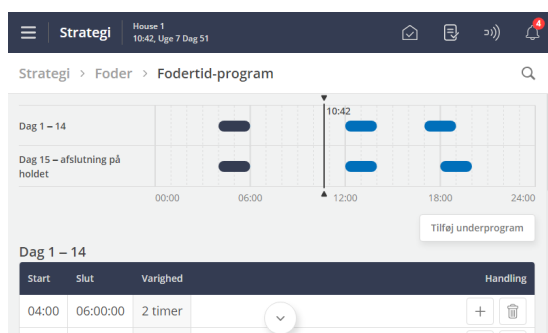 Strategi
House 1
10:42, Uge 7 Dag 51
4
Strategi > Foder > Fodertid-program
10:42
Dag 1 – 14
Dag 15 – afslutning på
holdet
00:00 06:00 12:00 18:00 24:00
Tilføj underprogram
Dag 1 – 14
Start Slut Varighed Handling
04:00 06:00:00 2 timer +